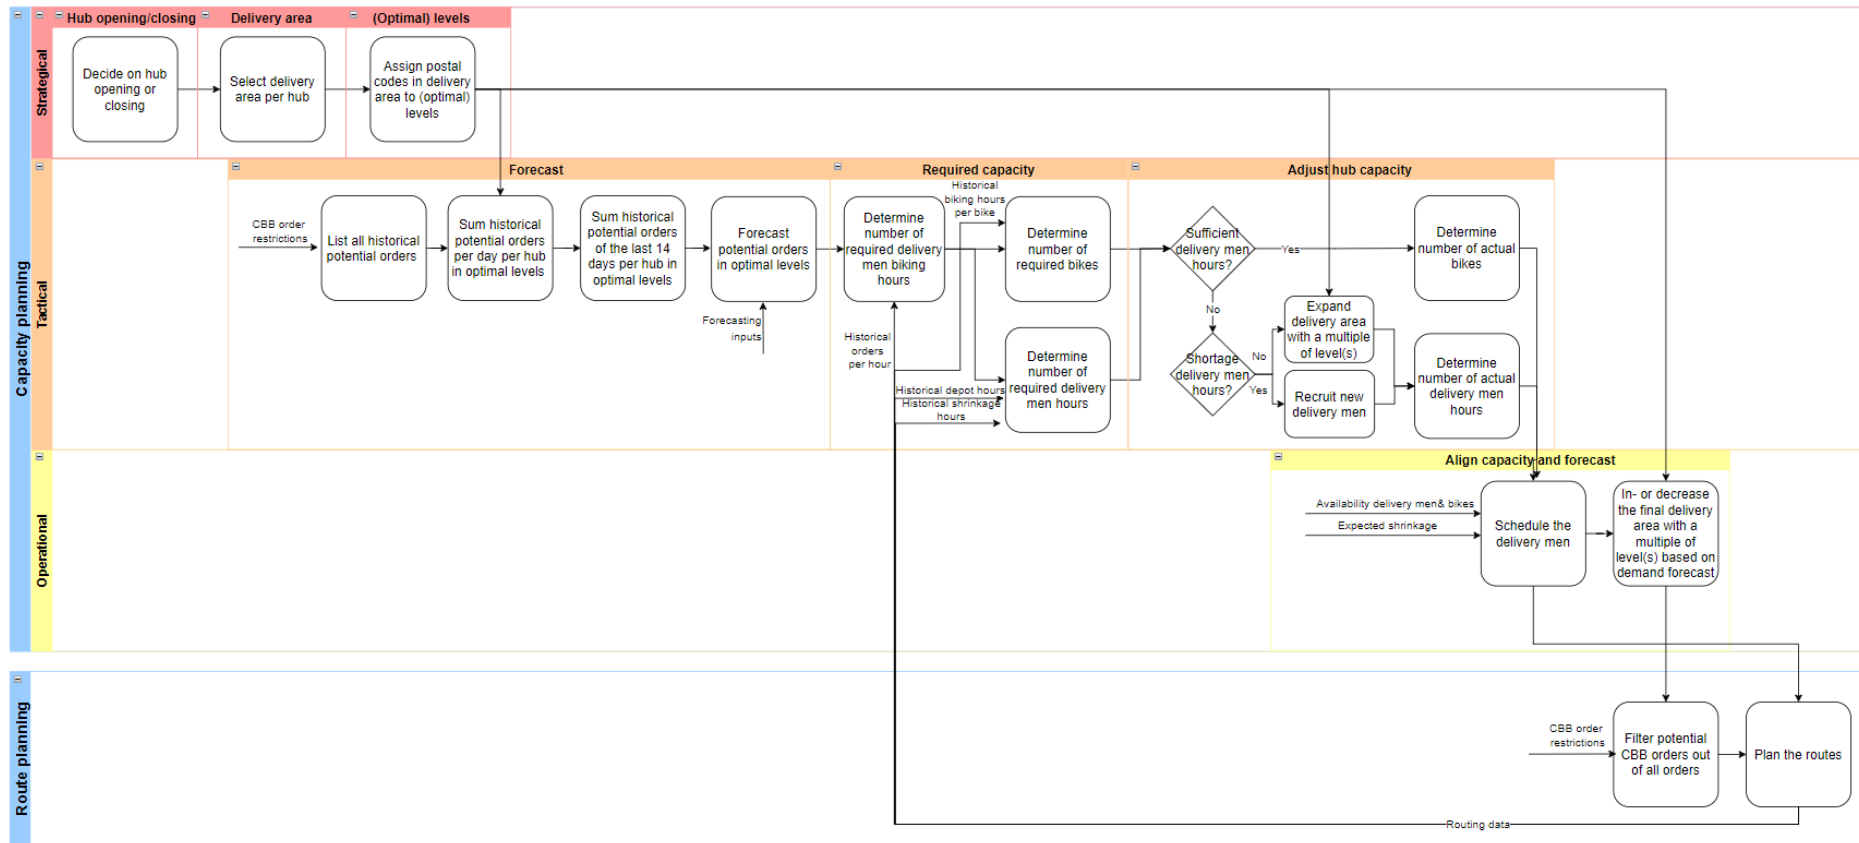 Capacity planning
Strategical
Hub opening/closing
Delivery area
(Optimal) levels
Decide on hub
opening or
closing
Select delivery
area per hub
Assign postal
codes in delivery
area to (optimal)
levels
Tactical
Forecast
Required capacity
Adjust hub capacity
CBB order
restrictions
List all historical
potential orders
Sum historical
potential orders
per day per hub
in optimal levels
Sum historical
potential orders
of the last 14
days per hub in
optimal levels
Forecast
potential orders
in optimal levels
Forecasting
inputs
Determine
number of
required delivery
men biking
hours
Historical
biking hours
per bike
Determine
number of
required bikes
Historical
orders
per hour
Historical depot hours
Historical shrinkage
hours
Determine
number of
required delivery
men hours
Sufficient
delivery men
hours?
Yes
No
Shortage
delivery men
hours?
No
Yes
Expand
delivery area
with a multiple
of level(s)
Recruit new
delivery men
Determine
number of actual
bikes
Determine
number of actual
delivery men
hours
Operational
Align capacity and forecast
Availability delivery men& bikes
Expected shrinkage
Schedule the
delivery men
In- or decrease
the final delivery
area with a
multiple of
level(s) based on
demand forecast
Route planning
CBB order
restrictions
Filter potential
CBB orders out
of all orders
Plan the routes
Routing data